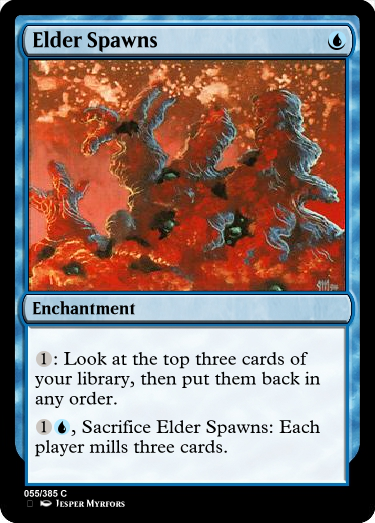 Elder Spawns
Enchantment
1: Look at the top three cards of
your library, then put them back in
any order.
1, Sacrifice Elder Spawns: Each
player mills three cards.
055/385 C
Jesper Myrfors